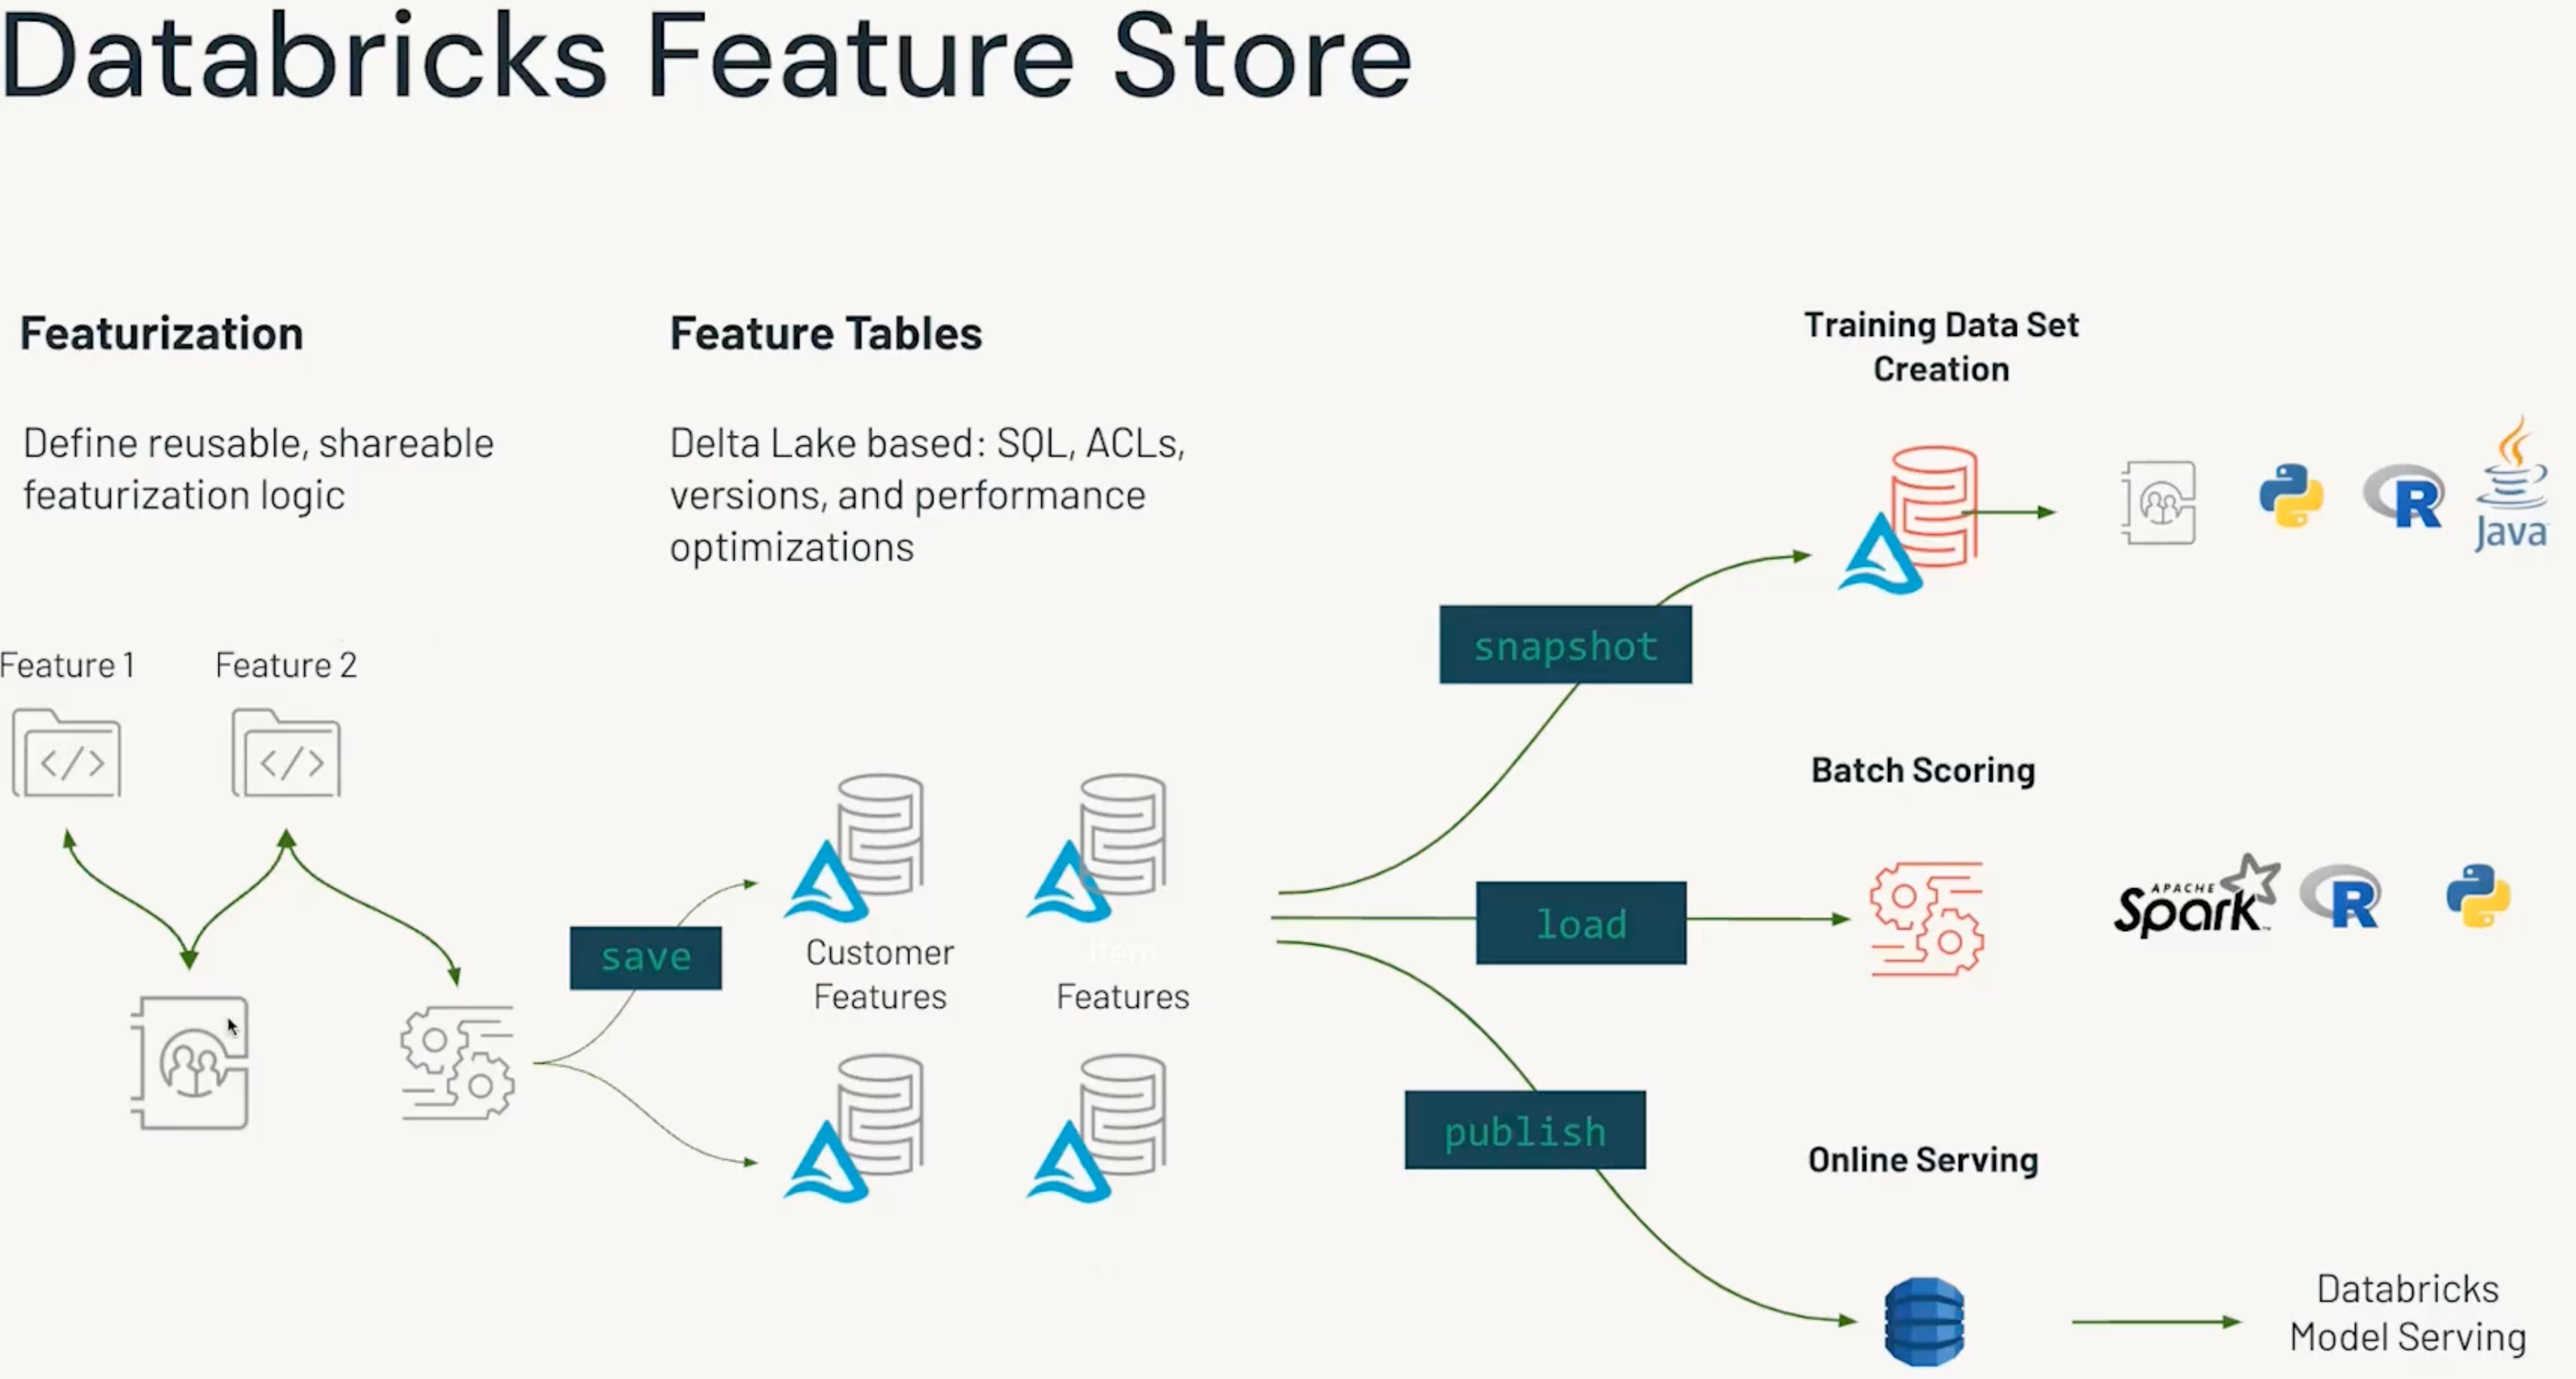 Databricks Feature Store
Featurization
Define reusable, shareable
featurization logic
Feature 1
Feature 2
save
Feature Tables
Delta Lake based: SQL, ACLs,
versions, and performance
optimizations
Customer
Features
Item
Features
snapshot
load
publish
Training Data Set
Creation
Java
Batch Scoring
APACHE
Spark
R
Online Serving
Databricks
Model Serving